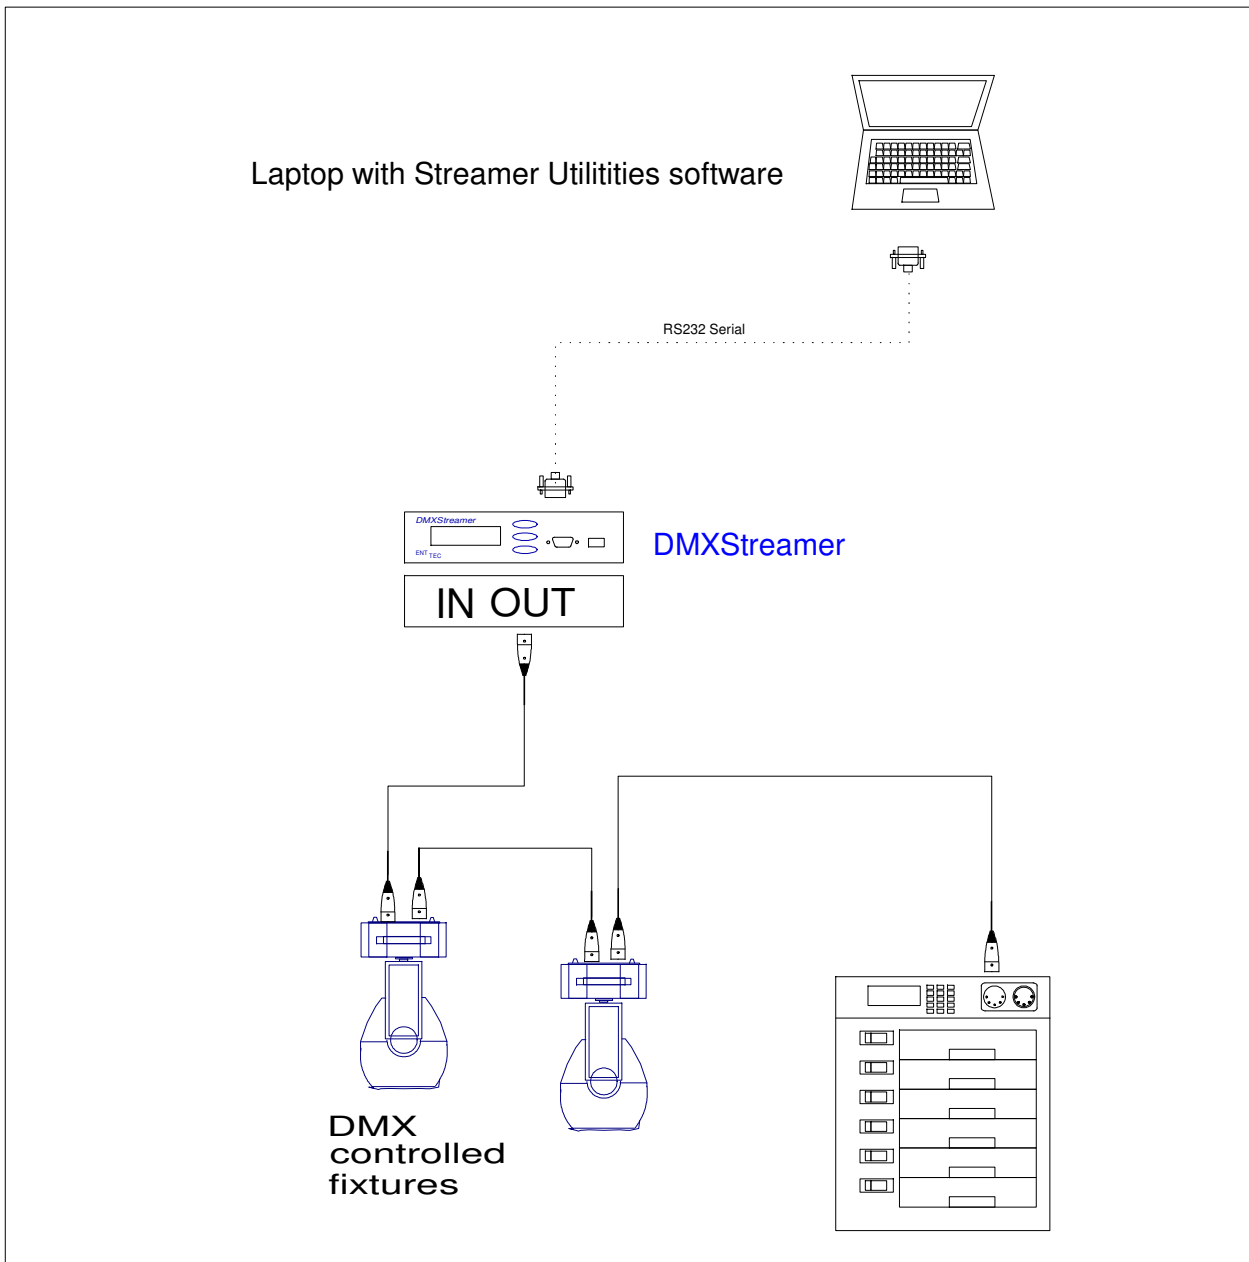 Laptop with Streamer Utilitities software
RS232 Serial
DMXStreamer
ENT TEC
DMXStreamer
IN OUT
DMX
controlled
fixtures